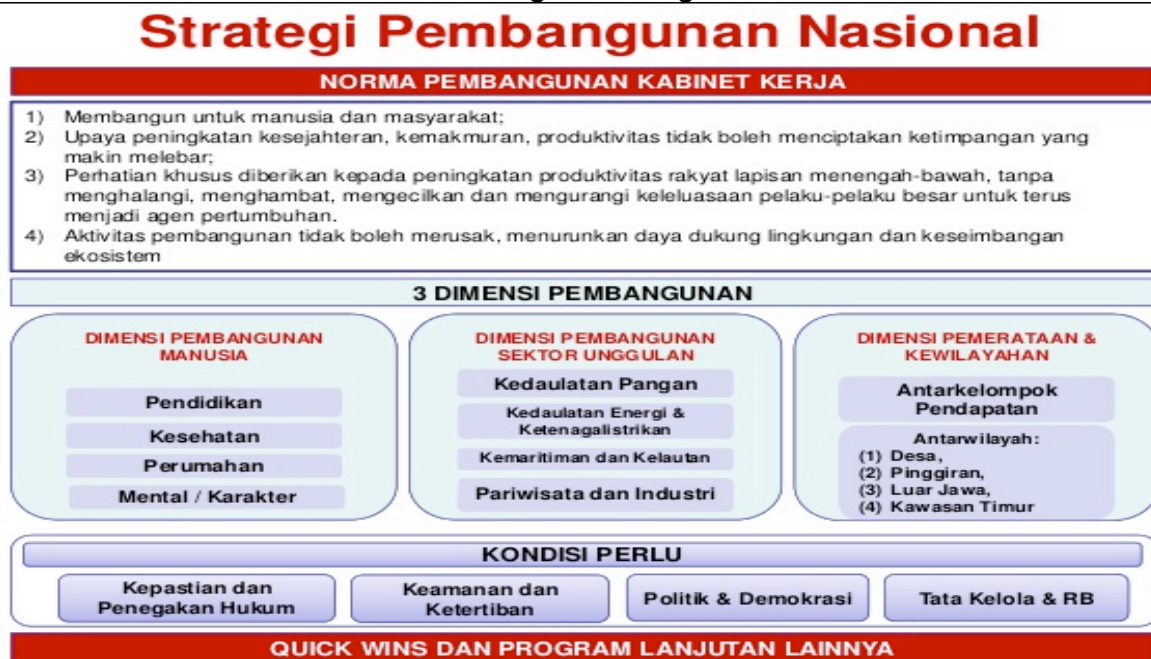 Strategi Pembangunan Nasional
NORMA PEMBANGUNAN KABINET KERJA
1) Membangun untuk manusia dan masyarakat;
2) Upaya peningkatan kesejahteran, kemakmuran, produktivitas tidak boleh menciptakan ketimpangan yang
makin melebar;
3) Perhatian khusus diberikan kepada peningkatan produktivitas rakyat lapisan menengah-bawah, tanpa
menghalangi, menghambat, mengecilkan dan mengurangi keleluasaan pelaku-pelaku besar untuk terus
menjadi agen pertumbuhan.
4) Aktivitas pembangunan tidak boleh merusak, menurunkan daya dukung lingkungan dan keseimbangan
ekosistem
3 DIMENSI PEMBANGUNAN
DIMENSI PEMBANGUNAN
MANUSIA
Pendidikan
Kesehatan
Perumahan
Mental / Karakter
DIMENSI PEMBANGUNAN
SEKTOR UNGGULAN
Kedaulatan Pangan
Kedaulatan Energi &
Ketenagalistrikan
Kemaritiman dan Kelautan
Pariwisata dan Industri
DIMENSI PEMERATAAN &
KEWILAYAHAN
Antarkelompok
Pendapatan
Antarwilayah:
(1) Desa,
(2) Pinggiran,
(3) Luar Jawa,
(4) Kawasan Timur
KONDISI PERLU
Kepastian dan
Penegakan Hukum
Keamanan dan
Ketertiban
Politik & Demokrasi
Tata Kelola & RB
QUICK WINS DAN PROGRAM LANJUTAN LAINNYA